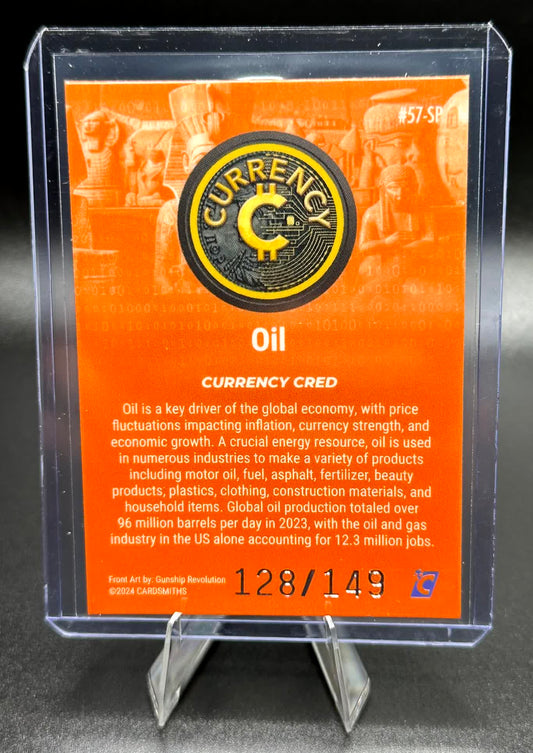 #57-SP
CURRENCY
Oil
CURRENCY CRED
Oil is a key driver of the global economy, with price
fluctuations impacting inflation, currency strength, and
economic growth. A crucial energy resource, oil is used
in numerous industries to make a variety of products
including motor oil, fuel, asphalt, fertilizer, beauty
products, plastics, clothing, construction materials, and
household items. Global oil production totaled over
96 million barrels per day in 2023, with the oil and gas
industry in the US alone accounting for 12.3 million jobs.
Front Art by: Gunship Revolution
©2024 CARDSMITHS
128/149